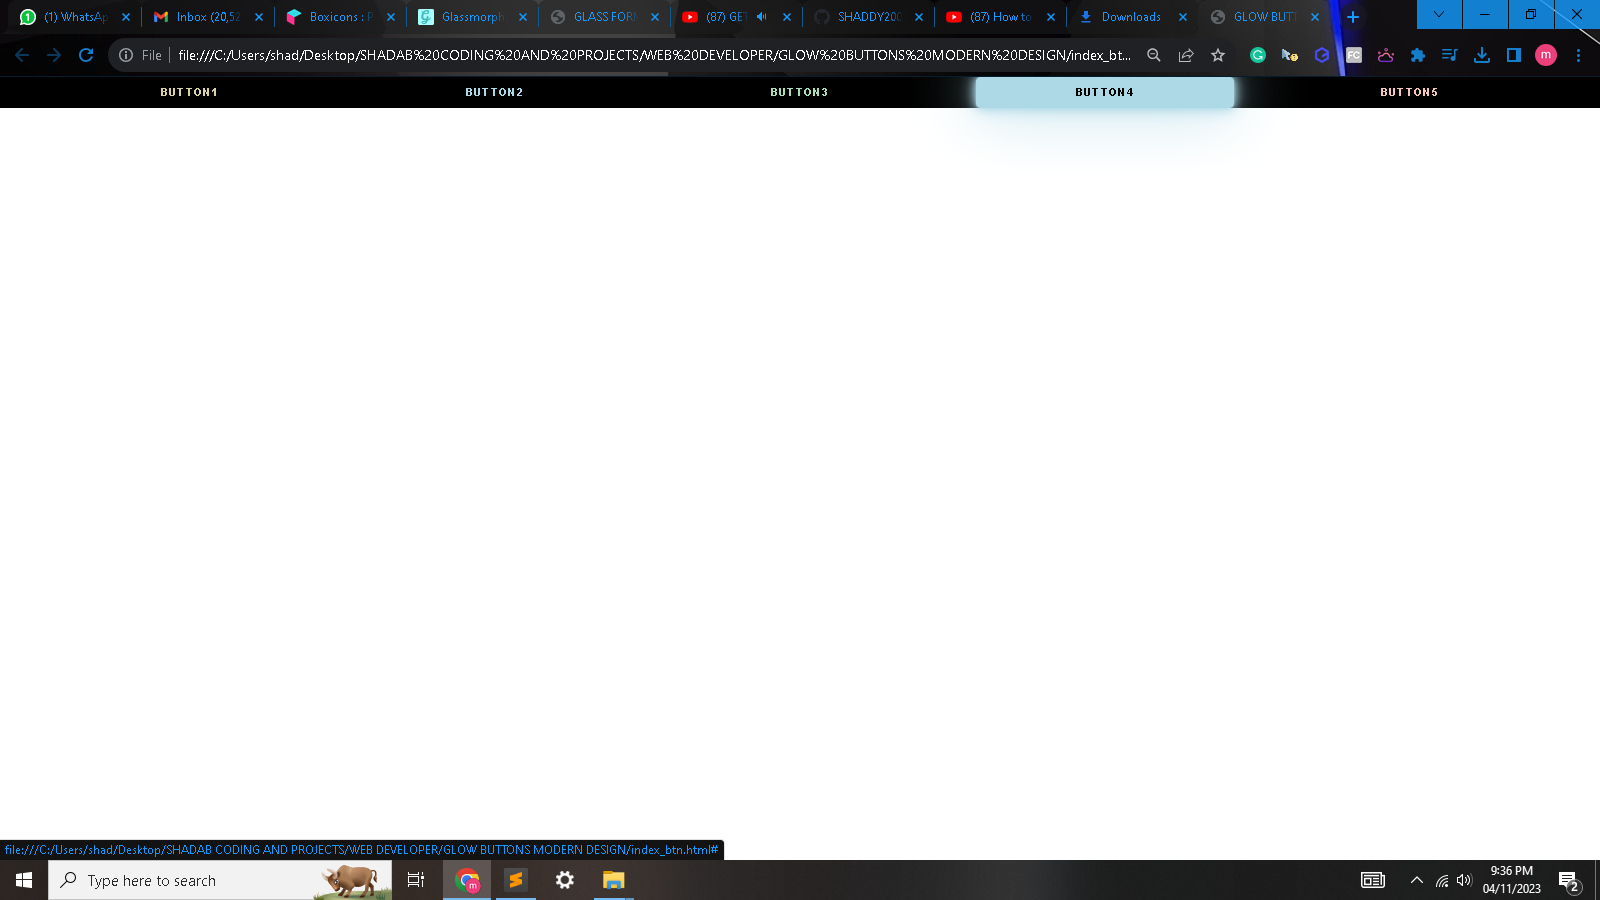 (1) WhatsAp
Inbox (20,52
Boxicons : P
Glassmorph
GLASS FORM
(87) GET
SHADDY200
(87) How to
Downloads
GLOW BUTT
File
file:///C:/Users/shad/Desktop/SHADAB%20CODING%20AND%20PROJECTS/WEB%20DEVELOPER/GLOW%20BUTTONS%20MODERN%20DESIGN/index_bt...
FC
m
BUTTON1
BUTTON2
BUTTON3
BUTTON4
BUTTON5
file:///C:/Users/shad/Desktop/SHADAB CODING AND PROJECTS/WEB DEVELOPER/GLOW BUTTONS MODERN DESIGN/index_btn.html#
Type here to search
m
9:36 PM
04/11/2023
2